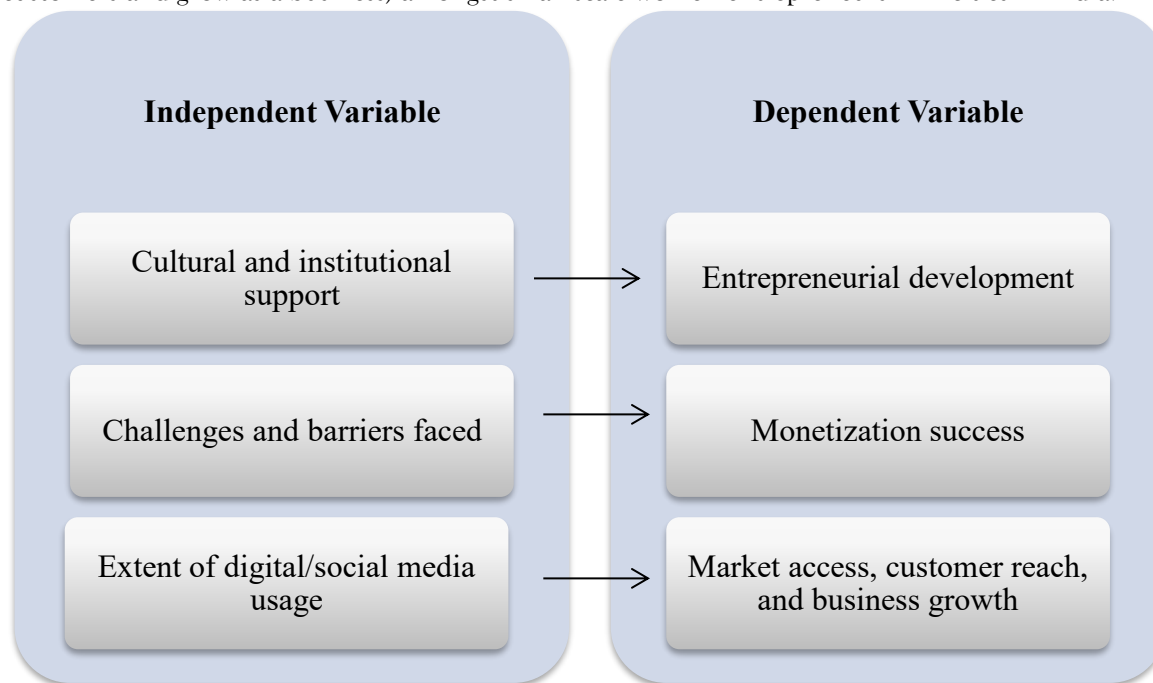 Independent Variable
Dependent Variable
Cultural and institutional
support
Entrepreneurial development
Challenges and barriers faced
Monetization success
Extent of digital/social media
usage
Market access, customer reach,
and business growth